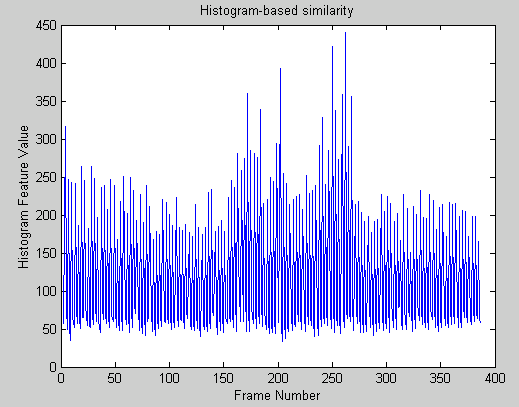 Histogram-based similarity
450
400
350
300
250
200
150
100
50
0
Histogram Feature Value
0 50 100 150 200 250 300 350 400
Frame Number